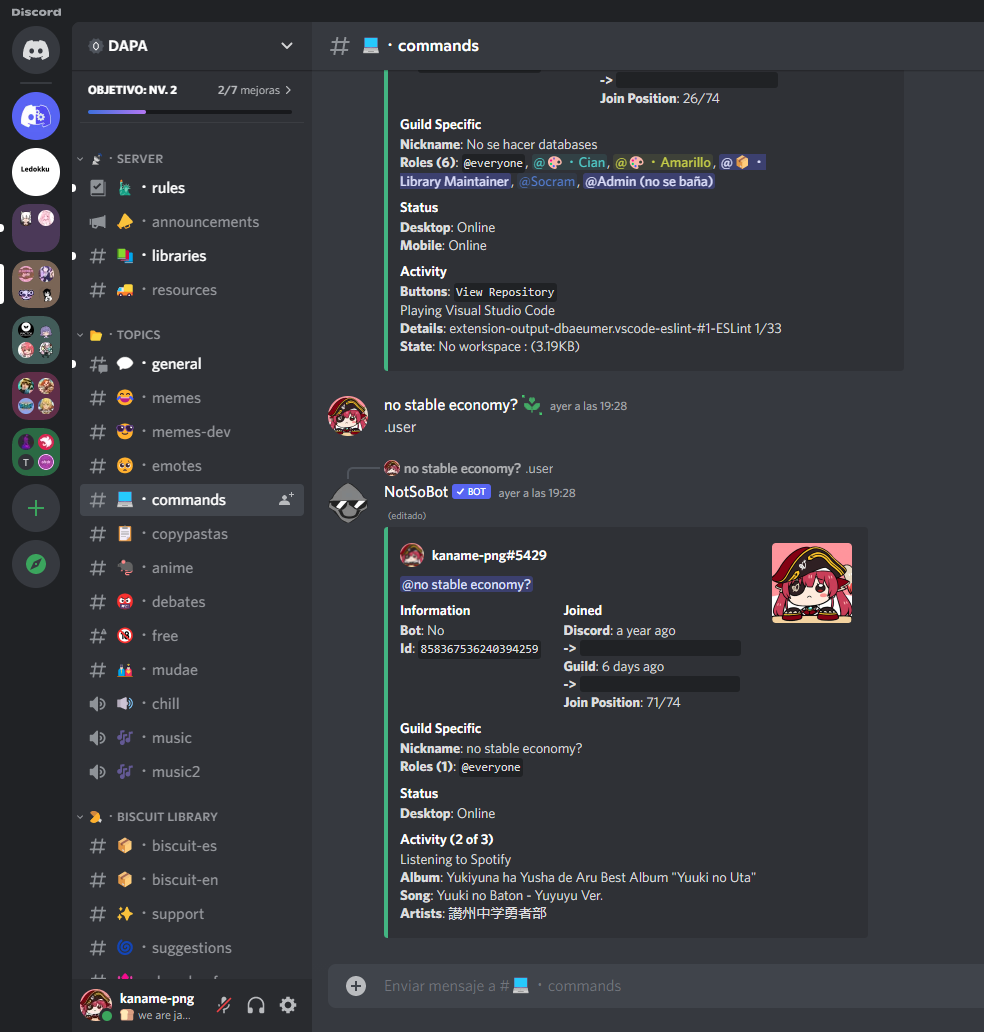 Discord
DAPA
OBJETIVO: NV. 2 2/7 mejoras
SERVER
rules
announcements
libraries
resources
TOPICS
general
memes
memes-dev
emotes
commands
copypastas
anime
debates
free
mudae
chill
music
music2
BISCUIT LIBRARY
biscuit-es
biscuit-en
support
suggestions
kaname-png
we are ja...
Ledokku
# 💻 · commands
->
Join Position: 26/74
Guild Specific
Nickname: No se hacer databases
Roles (6): @everyone, @🎨 · Cian, @🎨 · Amarillo, @📦 ·
Library Maintainer, @Socram, @Admin (no se baña)
Status
Desktop: Online
Mobile: Online
Activity
Buttons: View Repository
Playing Visual Studio Code
Details: extension-output-dbaeumer.vscode-eslint-#1-ESLint 1/33
State: No workspace : (3.19KB)
no stable economy? ayer a las 19:28
.user
no stable economy? .user
NotSoBot ✓ BOT ayer a las 19:28
(editado)
kaname-png#5429
@no stable economy?
Information
Bot: No
Id: 858367536240394259
Joined
Discord: a year ago
->
Guild: 6 days ago
->
Join Position: 71/74
Guild Specific
Nickname: no stable economy?
Roles (1): @everyone
Status
Desktop: Online
Activity (2 of 3)
Listening to Spotify
Album: Yukiyuna ha Yusha de Aru Best Album "Yuuki no Uta"
Song: Yuuki no Baton - Yuyuyu Ver.
Artists: 讃州中学勇者部
Enviar mensaje a #💻 · commands